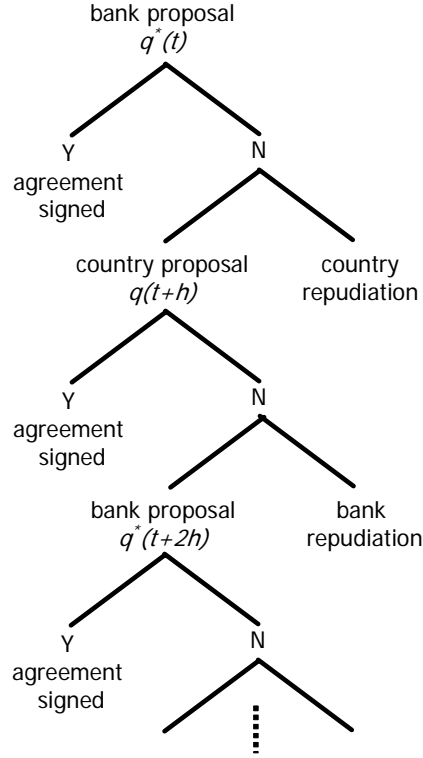 bank proposal
q*(t)
Y
N
agreement
signed
country proposal
q(t+h)
country
repudiation
Y
N
agreement
signed
bank proposal
q*(t+2h)
bank
repudiation
Y
N
agreement
signed